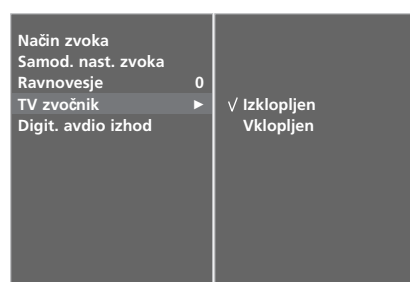 Način zvoka
Samod. nast. zvoka
Ravnovesje 0
TV zvočnik ►
Digit. avdio izhod
√ Izklopljen
Vklopljen